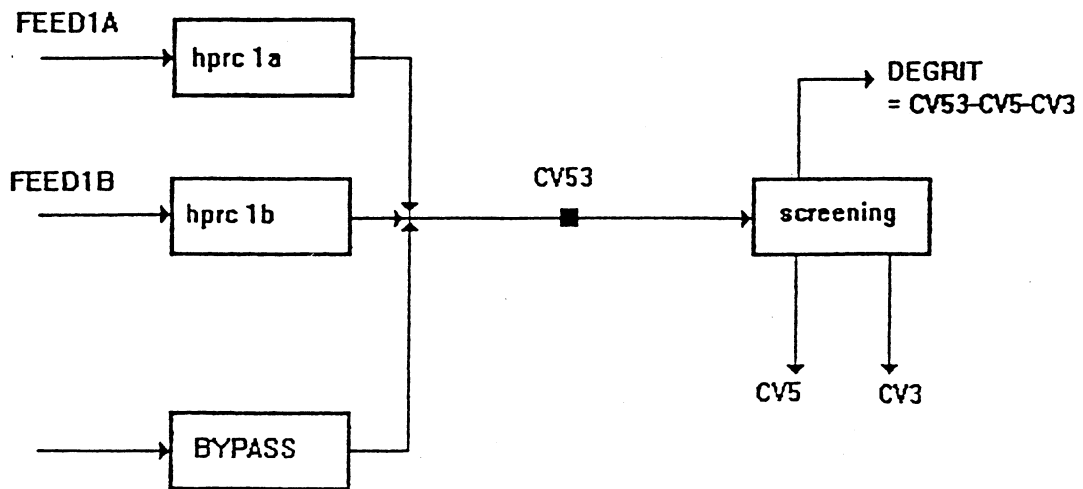 FEED1A
hprc 1a
DEGRIT
= CV53-CV5-CV3
FEED1B
hprc 1b
CV53
screening
CV5
CV3
BYPASS